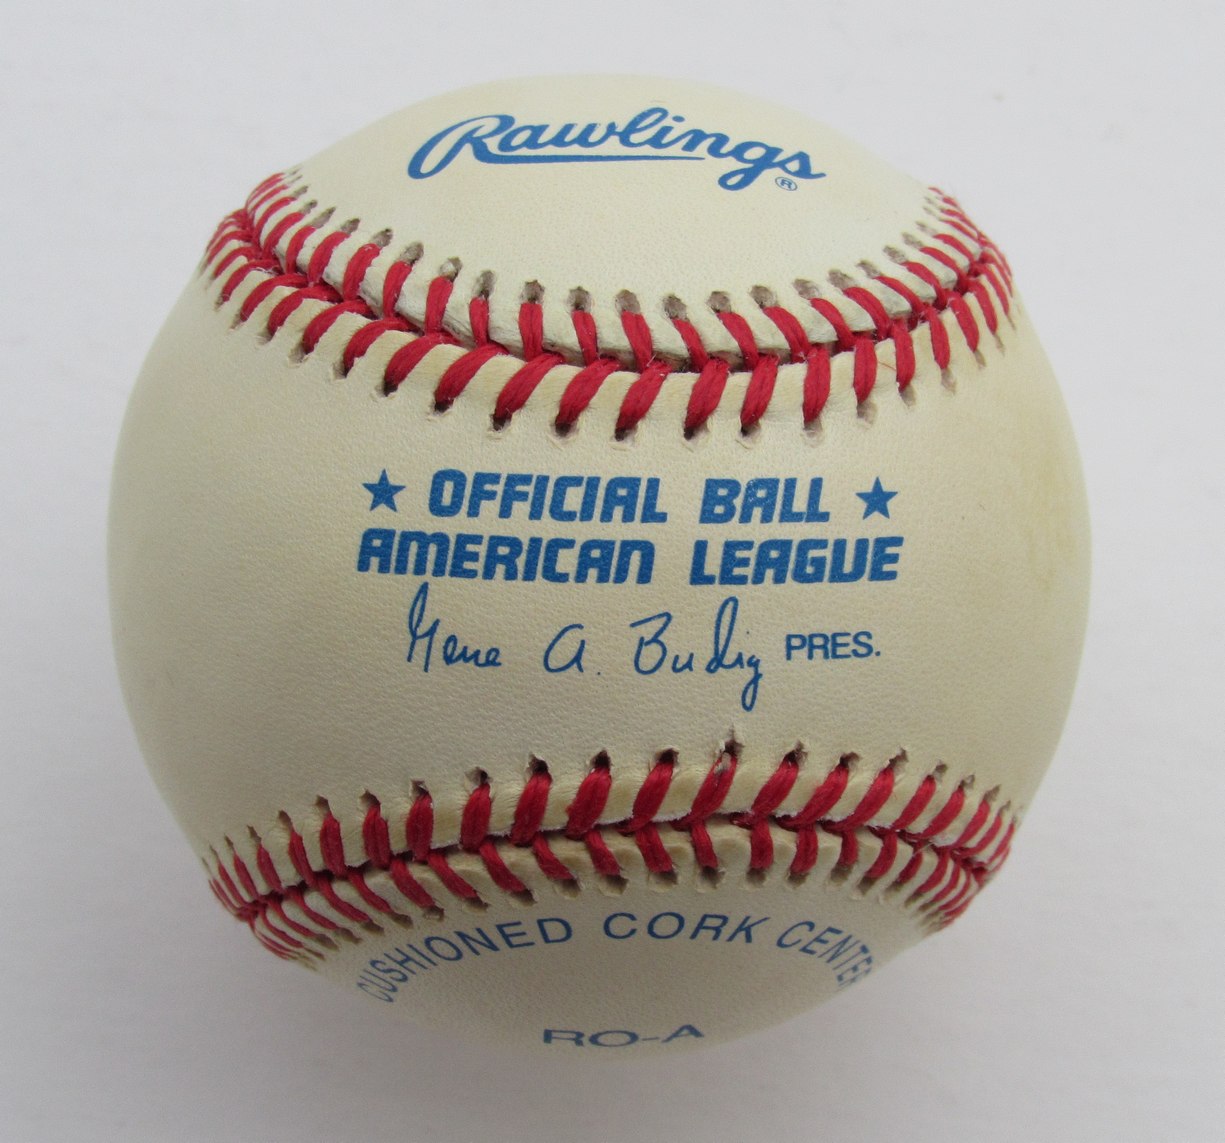 Rawlings®
★ OFFICIAL BALL ★
AMERICAN LEAGUE
Gene A. Budig PRES.
CUSHIONED CORK CENTER
RO-A